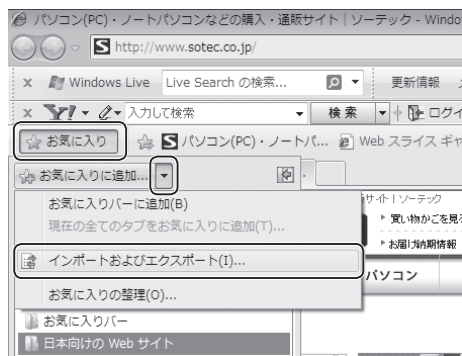 パソコン(PC)・ノートパソコンなどの購入・通販サイト | ソーテック - Windo
http://www.sotec.co.jp/
x Windows Live Live Search の検索... 更新情報
x Y! 入力して検索 検索 ログイ
お気に入り パソコン(PC)・ノートパ... Web スライス ギャ
お気に入りに追加...
お気に入りバーに追加(B)
現在の全てのタブをお気に入りに追加(T)...
インポートおよびエクスポート(I)...
お気に入りの整理(O)...
お気に入りバー
日本向けの Web サイト
サイト | ソーテック
買い物かごを見
お届け納期情報
パソコン